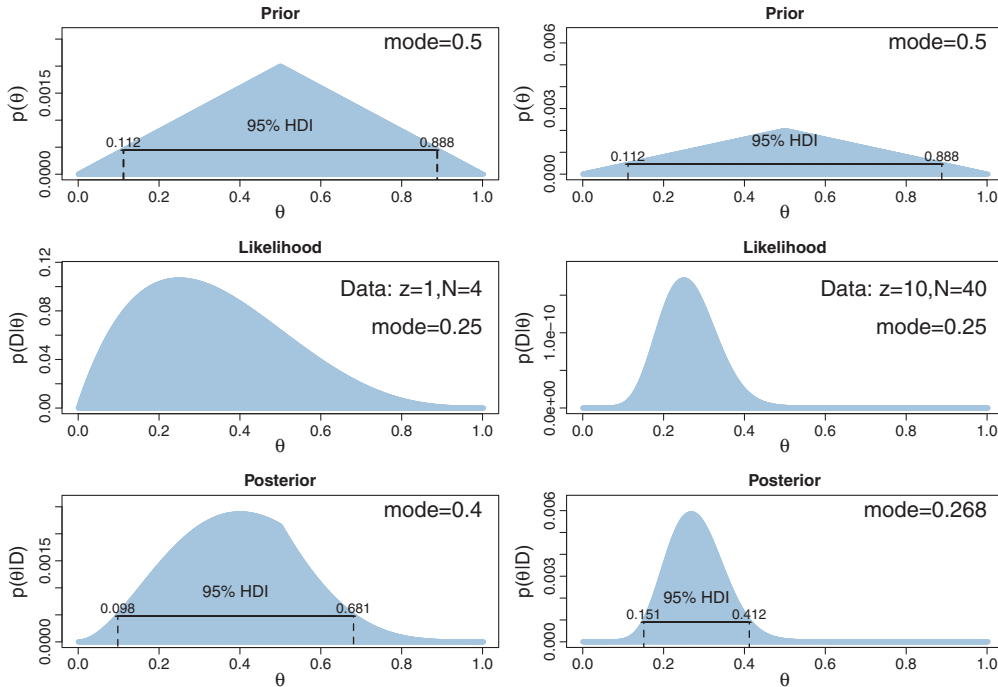 Prior
mode=0.5
p(θ)
0.0000 0.0015
95% HDI
0.112 0.888
0.0 0.2 0.4 0.6 0.8 1.0
θ
Prior
mode=0.5
p(θ)
0.000 0.003 0.006
95% HDI
0.112 0.888
0.0 0.2 0.4 0.6 0.8 1.0
θ
Likelihood
Data: z=1,N=4
mode=0.25
p(D|θ)
0.00 0.04 0.08 0.12
0.0 0.2 0.4 0.6 0.8 1.0
θ
Likelihood
Data: z=10,N=40
mode=0.25
p(D|θ)
0.0e+00 1.0e−10
0.0 0.2 0.4 0.6 0.8 1.0
θ
Posterior
mode=0.4
p(θ|D)
0.0000 0.0015
95% HDI
0.098 0.681
0.0 0.2 0.4 0.6 0.8 1.0
θ
Posterior
mode=0.268
p(θ|D)
0.000 0.003 0.006
95% HDI
0.151 0.412
0.0 0.2 0.4 0.6 0.8 1.0
θ